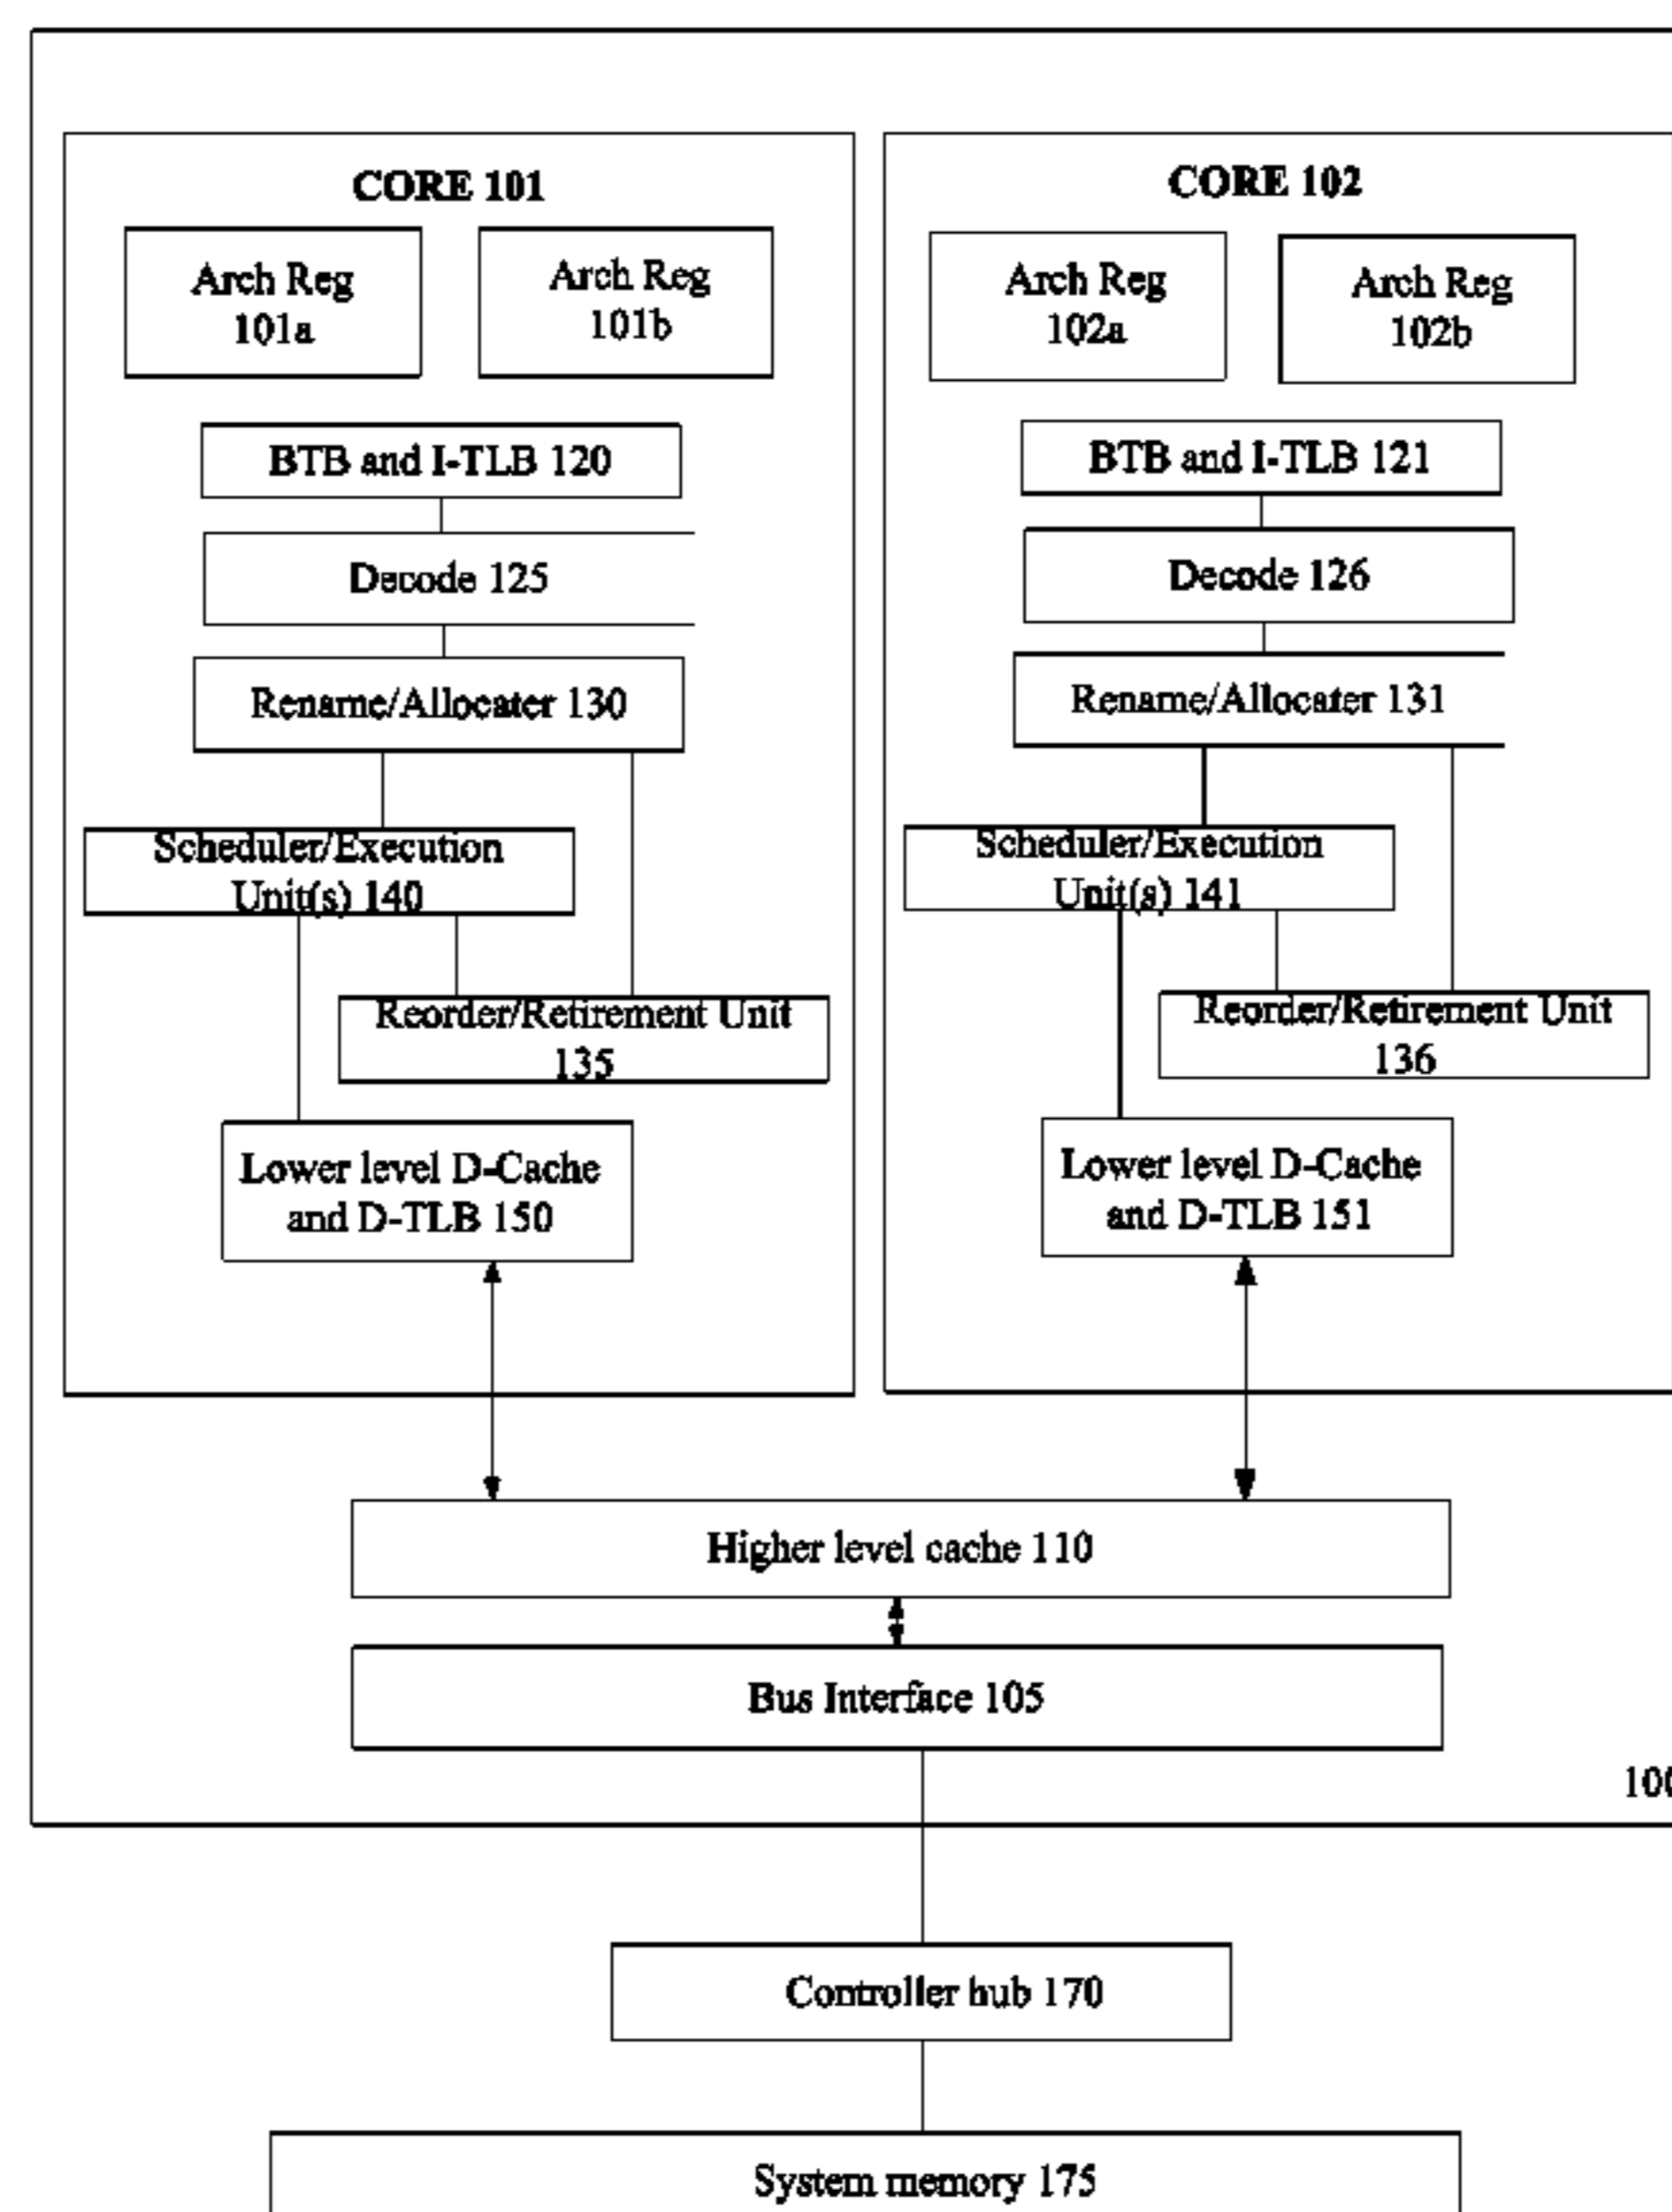 CORE 101
Arch Reg
101a
Arch Reg
101b
BTB and I-TLB 120
Decode 125
Rename/Allocater 130
Scheduler/Execution
Unit(s) 140
Reorder/Retirement Unit
135
Lower level D-Cache
and D-TLB 150
CORE 102
Arch Reg
102a
Arch Reg
102b
BTB and I-TLB 121
Decode 126
Rename/Allocater 131
Scheduler/Execution
Unit(s) 141
Reorder/Retirement Unit
136
Lower level D-Cache
and D-TLB 151
Higher level cache 110
Bus Interface 105
100
Controller hub 170
System memory 175